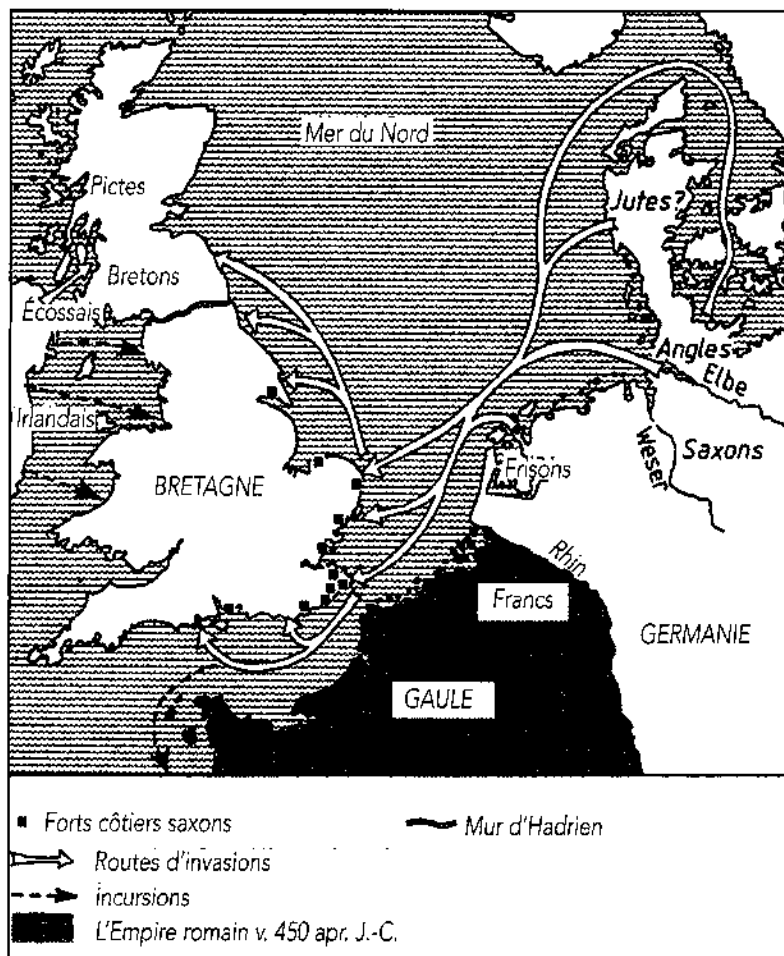 Mer du Nord
Pictes
Jutes?
Bretons
Écossais
Angles
Elbe
Irlandais
Saxons
Weser
Frisons
BRETAGNE
Rhin
Francs
GERMANIE
GAULE
Forts côtiers saxons
Mur d'Hadrien
Routes d'invasions
incursions
L'Empire romain v. 450 apr. J.-C.